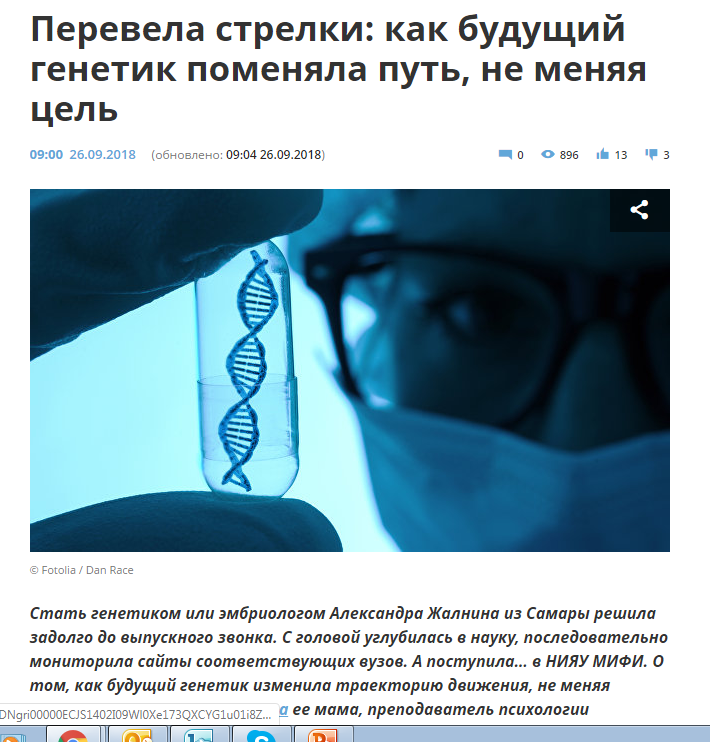 Перевела стрелки: как будущий
генетик поменяла путь, не меняя
цель
09:00 26.09.2018 (обновлено: 09:04 26.09.2018) 0 896 13 3
© Fotolia / Dan Race
Стать генетиком или эмбриологом Александра Жалнина из Самары решила
задолго до выпускного звонка. С головой углубилась в науку, последовательно
мониторила сайты соответствующих вузов. А поступила... в НИЯУ МИФИ. О
том, как будущий генетик изменила траекторию движения, не меняя
а ее мама, преподаватель психологии
DNgri00000ECJS1402I09WI0Xe173QXCYG1u01i8Z...